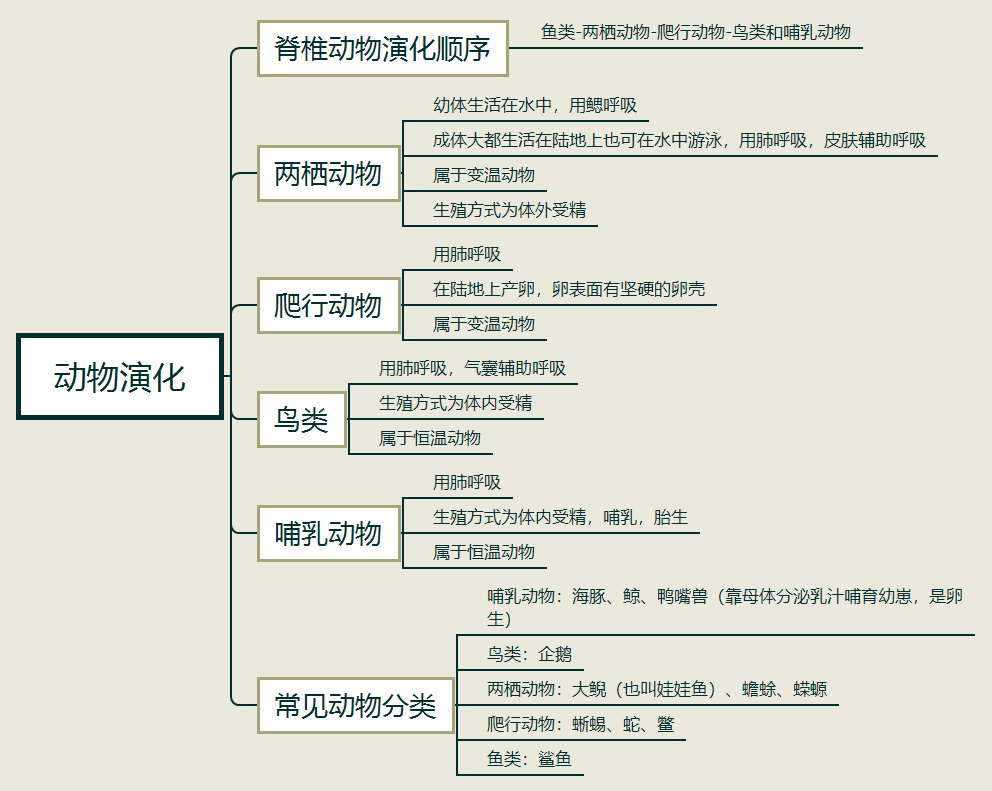 动物演化
脊椎动物演化顺序
鱼类-两栖动物-爬行动物-鸟类和哺乳动物
两栖动物
幼体生活在水中，用鳃呼吸
成体大都生活在陆地上也可在水中游泳，用肺呼吸，皮肤辅助呼吸
属于变温动物
生殖方式为体外受精
爬行动物
用肺呼吸
在陆地上产卵，卵表面有坚硬的卵壳
属于变温动物
鸟类
用肺呼吸，气囊辅助呼吸
生殖方式为体内受精
属于恒温动物
哺乳动物
用肺呼吸
生殖方式为体内受精，哺乳，胎生
属于恒温动物
常见动物分类
哺乳动物：海豚、鲸、鸭嘴兽（靠母体分泌乳汁哺育幼崽，是卵
生）
鸟类：企鹅
两栖动物：大鲵（也叫娃娃鱼）、蟾蜍、蝾螈
爬行动物：蜥蜴、蛇、鳖
鱼类：鲨鱼